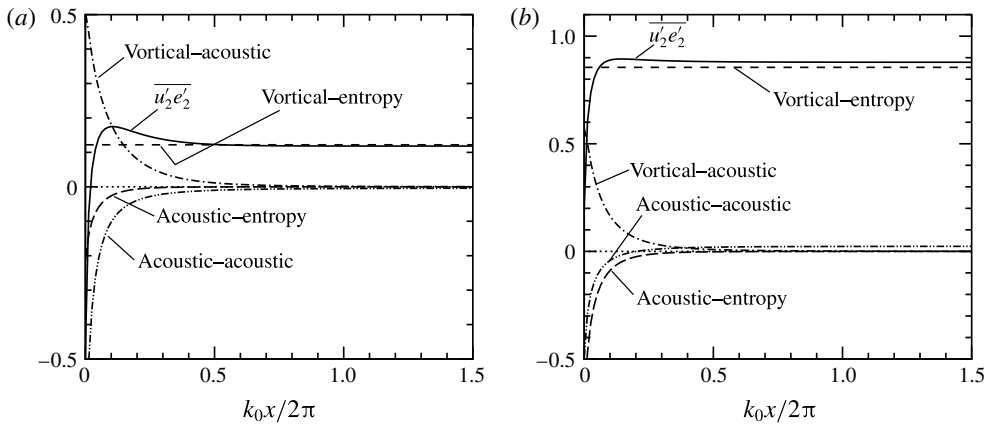 (a)
0.5
Vortical–acoustic
u′₂e′₂
Vortical–entropy
0
Acoustic–entropy
Acoustic–acoustic
−0.5
0 0.5 1.0 1.5
k₀x/2π
(b)
1.0
u′₂e′₂
Vortical–entropy
0.5
Vortical–acoustic
Acoustic–acoustic
0
Acoustic–entropy
−0.5
0 0.5 1.0 1.5
k₀x/2π